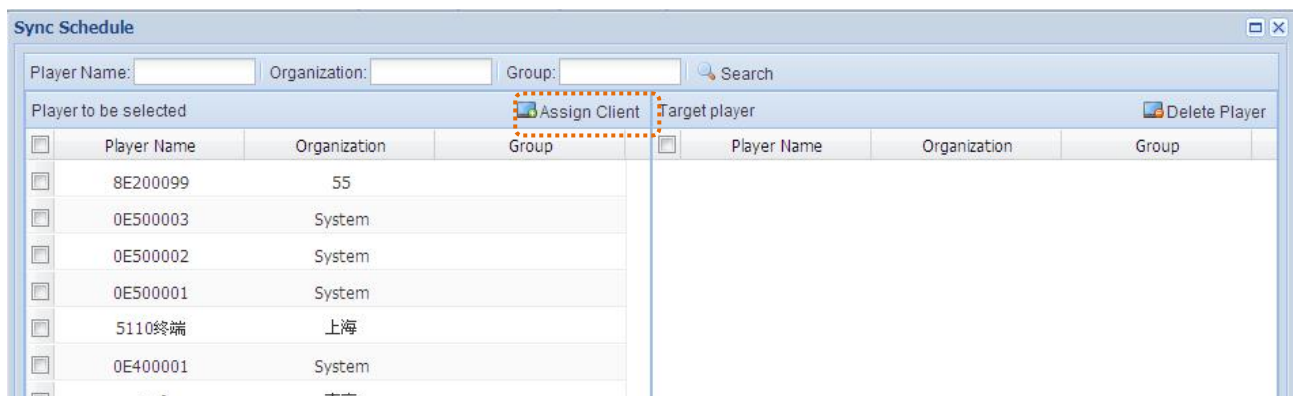 Sync Schedule
Player Name: Organization: Group: Search
Player to be selected Assign Client Target player Delete Player
Player Name Organization Group Player Name Organization Group
8E200099 55
0E500003 System
0E500002 System
0E500001 System
5110终端 上海
0E400001 System